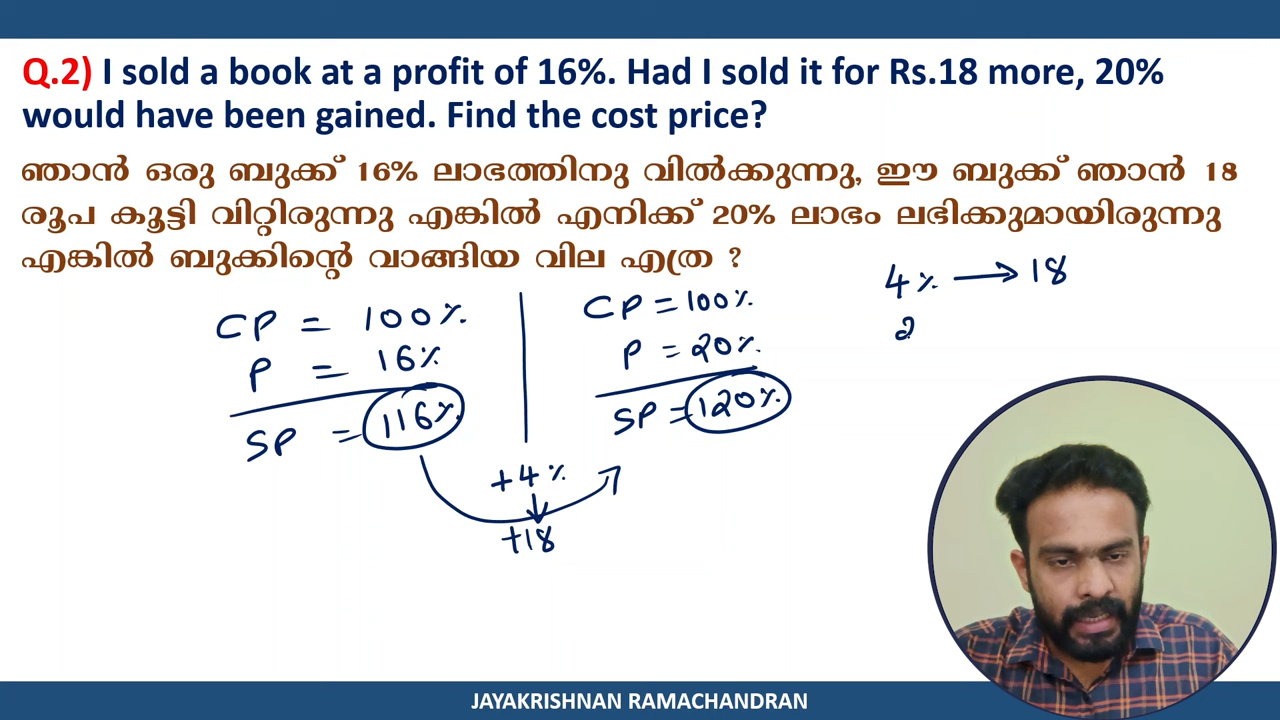 Q.2) I sold a book at a profit of 16%. Had I sold it for Rs.18 more, 20%
would have been gained. Find the cost price?
ഞാൻ ഒരു ബുക്ക് 16% ലാഭത്തിനു വിൽക്കുന്നു, ഈ ബുക്ക് ഞാൻ 18
രൂപ കൂട്ടി വിറ്റിരുന്നു എങ്കിൽ എനിക്ക് 20% ലാഭം ലഭിക്കുമായിരുന്നു
എങ്കിൽ ബുക്കിന്റെ വാങ്ങിയ വില എത്ര ?
CP = 100%
P = 16%
SP = 116%
CP = 100%
P = 20%
SP = 120%
+4%
+18
4% → 18
2
JAYAKRISHNAN RAMACHANDRAN